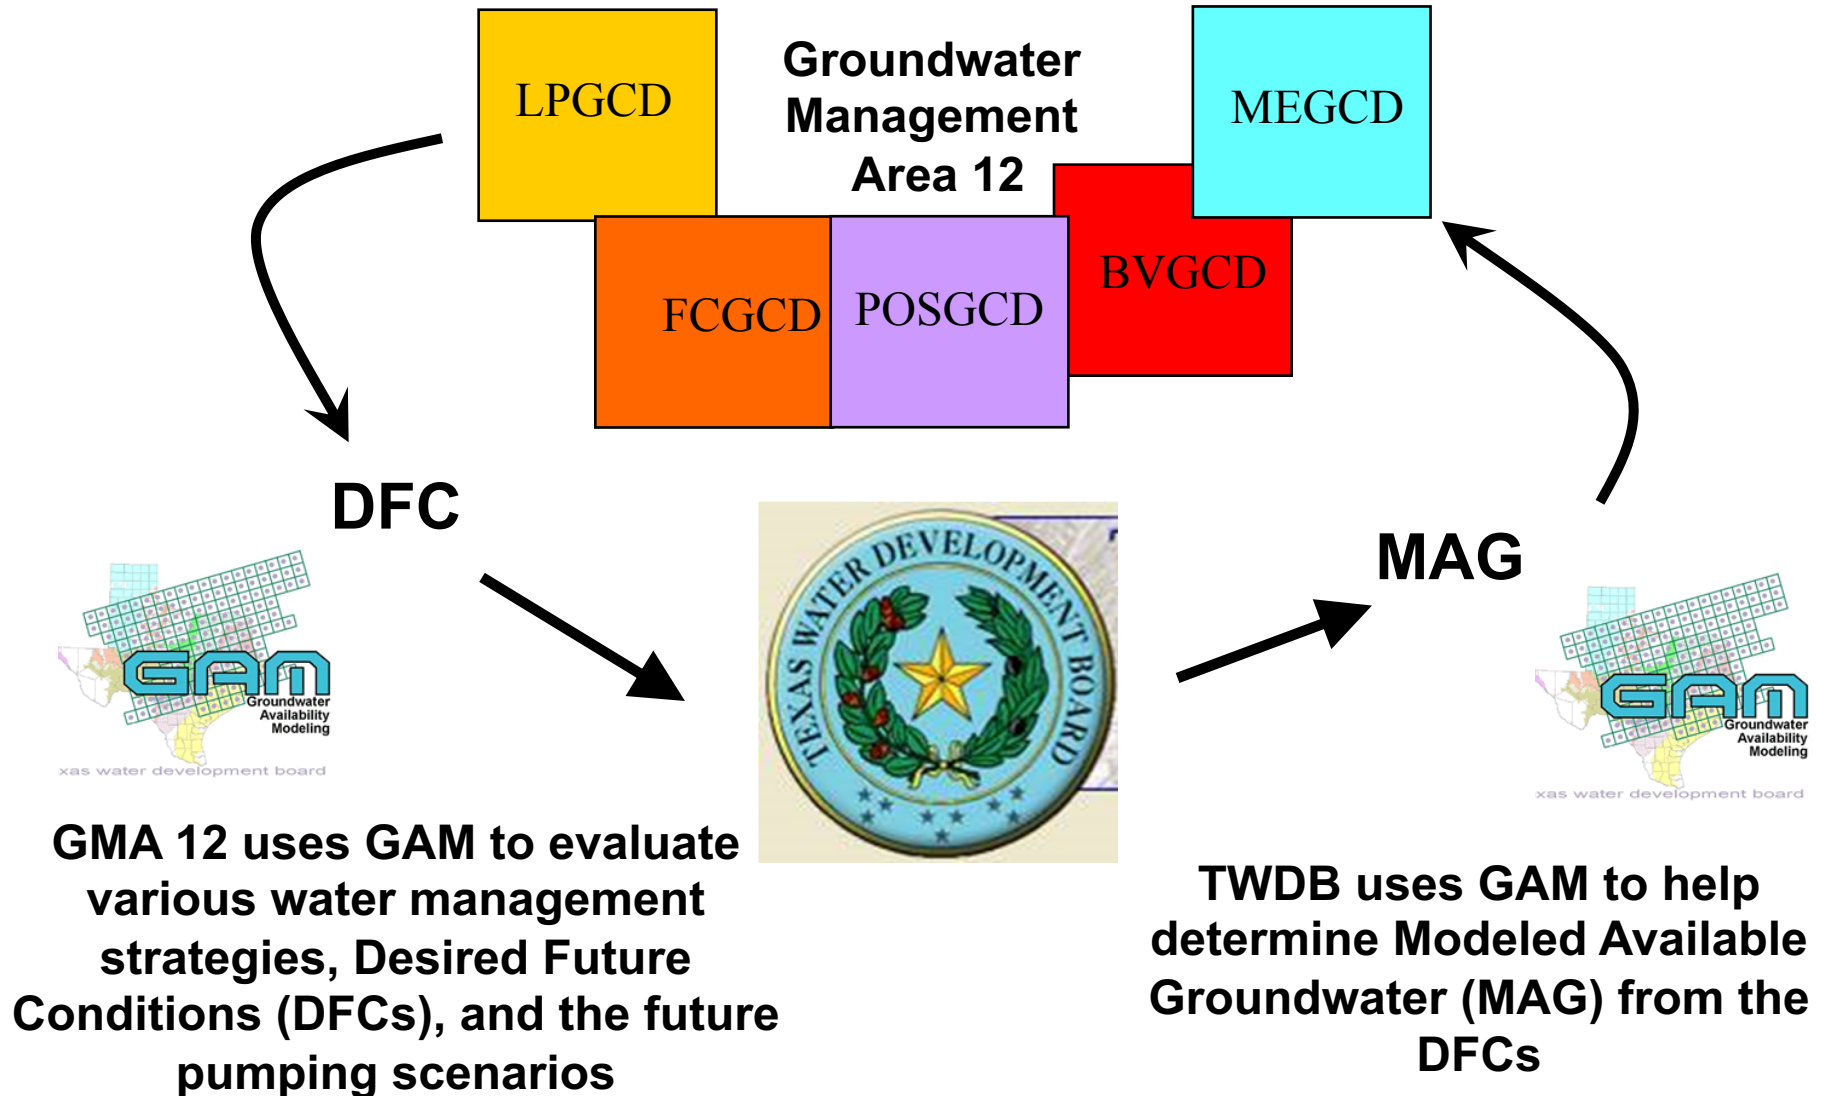 LPGCD
Groundwater
Management
Area 12
MEGCD
FCGCD
POSGCD
BVGCD
DFC
GAM
Groundwater
Availability
Modeling
xas water development board
TEXAS WATER DEVELOPMENT BOARD
MAG
GAM
Groundwater
Availability
Modeling
xas water development board
GMA 12 uses GAM to evaluate
various water management
strategies, Desired Future
Conditions (DFCs), and the future
pumping scenarios
TWDB uses GAM to help
determine Modeled Available
Groundwater (MAG) from the
DFCs